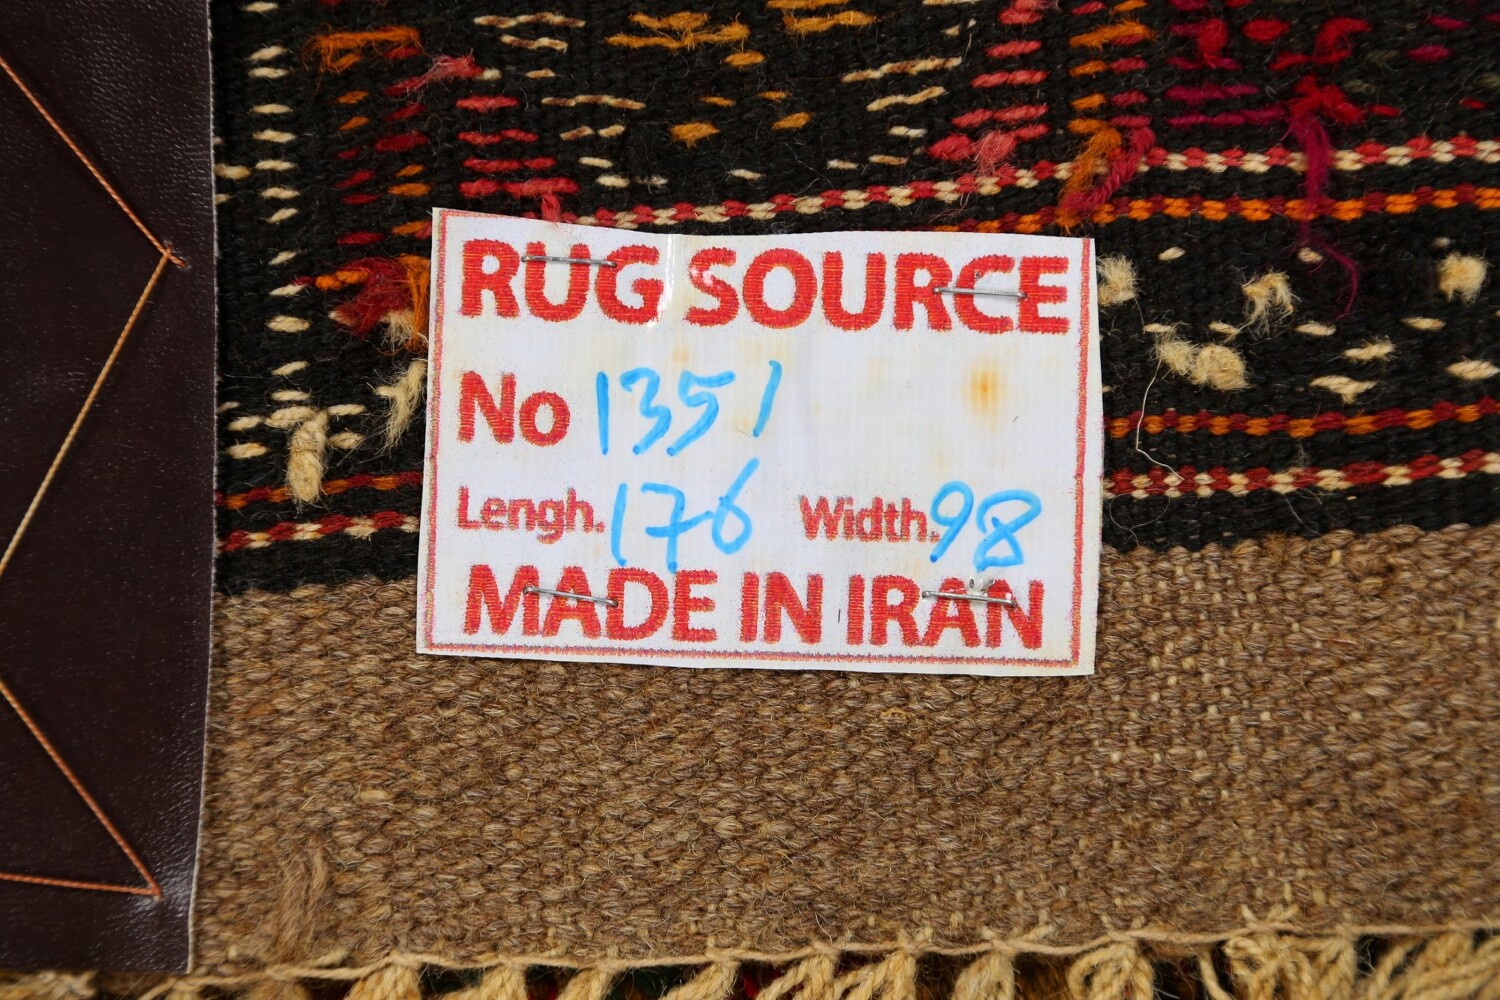 RUG SOURCE
No 1351
Lengh. 176 Width. 98
MADE IN IRAN